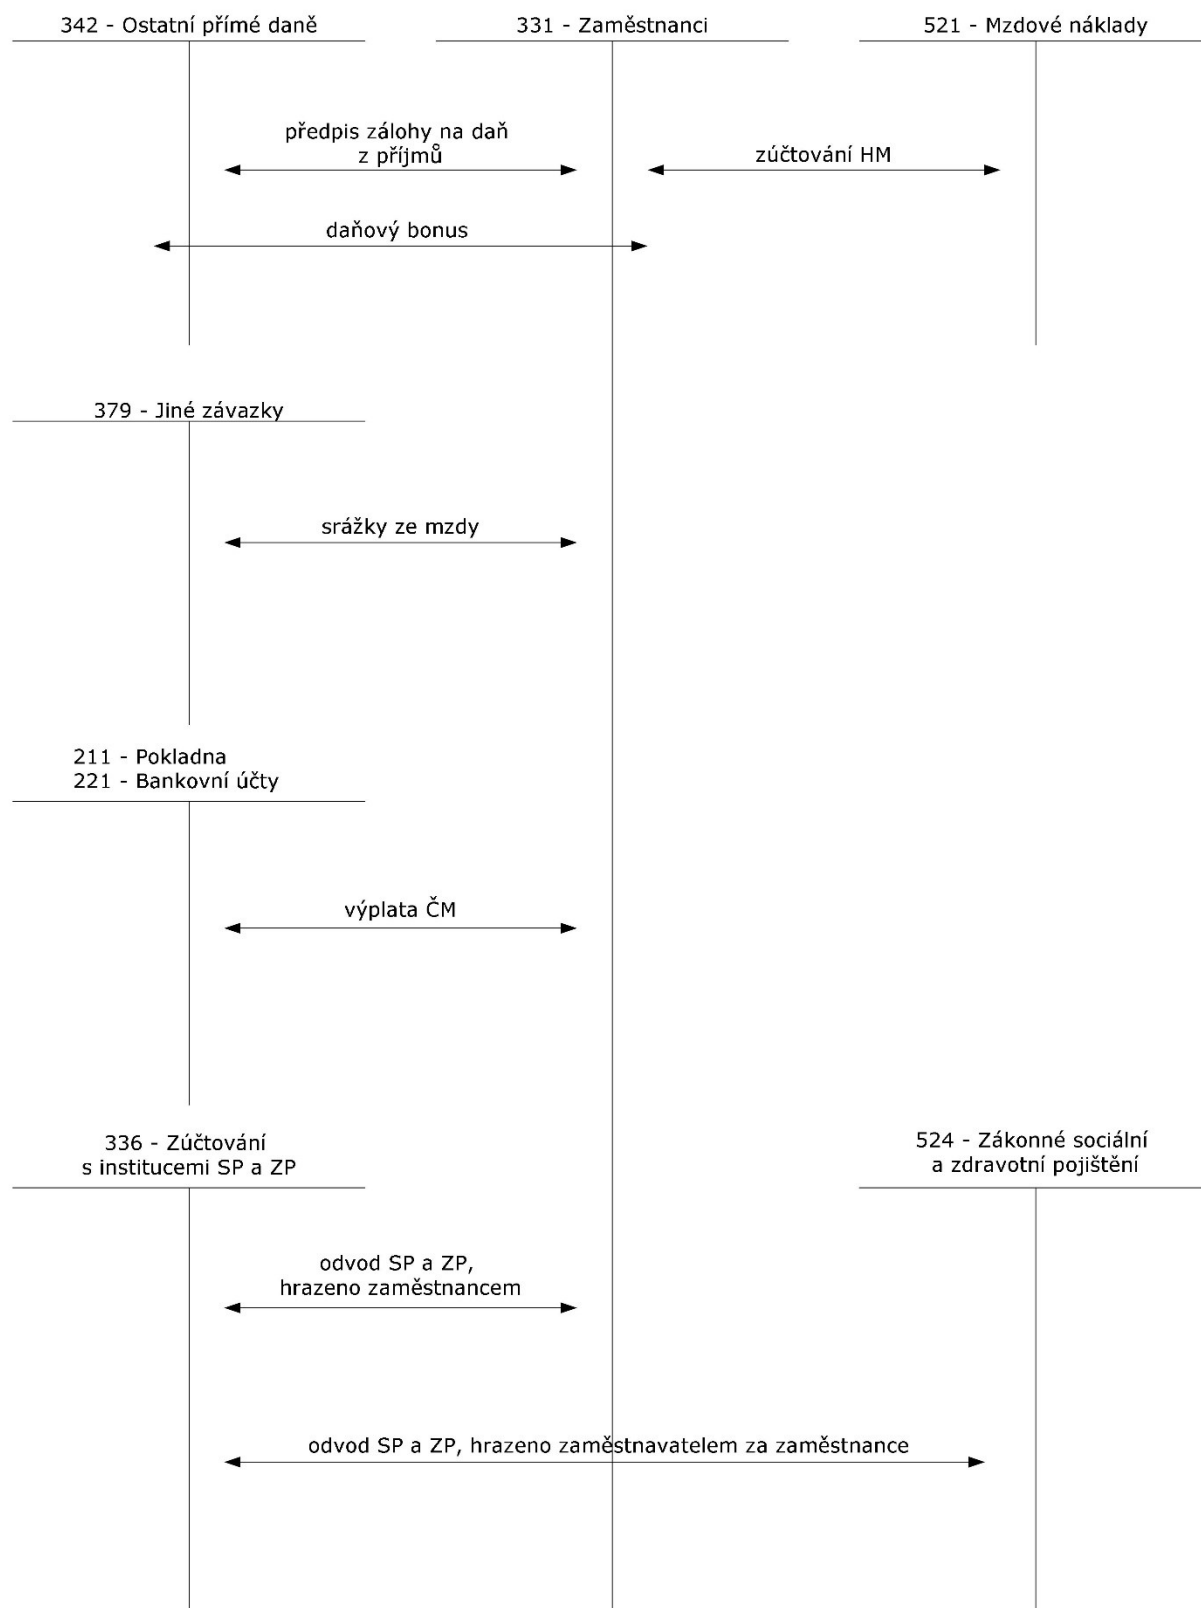 342 - Ostatní přímé daně
331 - Zaměstnanci
521 - Mzdové náklady
předpis zálohy na daň
z příjmů
zúčtování HM
daňový bonus
379 - Jiné závazky
srážky ze mzdy
211 - Pokladna
221 - Bankovní účty
výplata ČM
336 - Zúčtování
s institucemi SP a ZP
524 - Zákonné sociální
a zdravotní pojištění
odvod SP a ZP,
hrazeno zaměstnancem
odvod SP a ZP, hrazeno zaměstnavatelem za zaměstnance